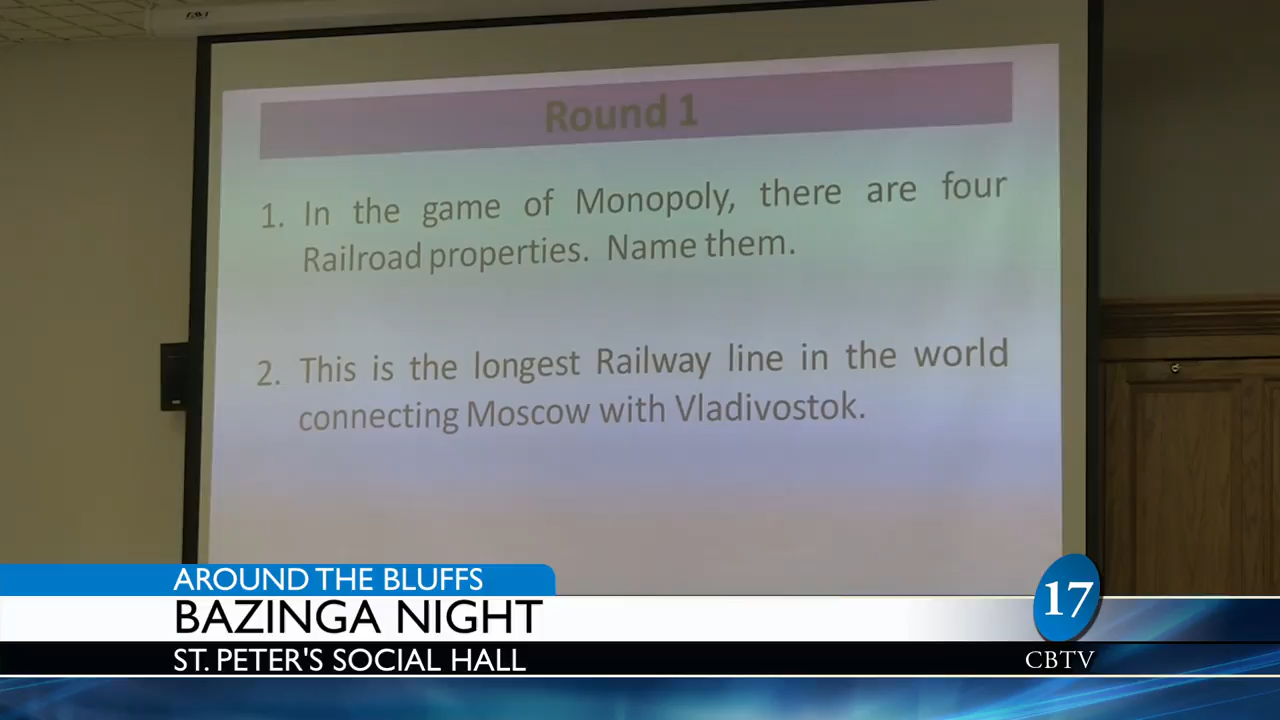 Round 1
1. In the game of Monopoly, there are four
Railroad properties. Name them.
2. This is the longest Railway line in the world
connecting Moscow with Vladivostok.
AROUND THE BLUFFS
BAZINGA NIGHT
ST. PETER'S SOCIAL HALL
17
CBTV